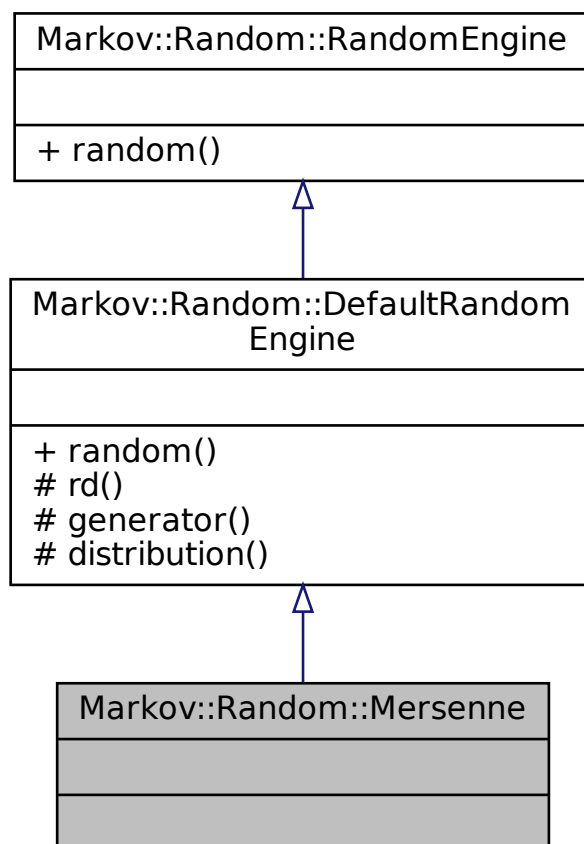 Markov::Random::RandomEngine
+ random()
Markov::Random::DefaultRandom
Engine
+ random()
# rd()
# generator()
# distribution()
Markov::Random::Mersenne